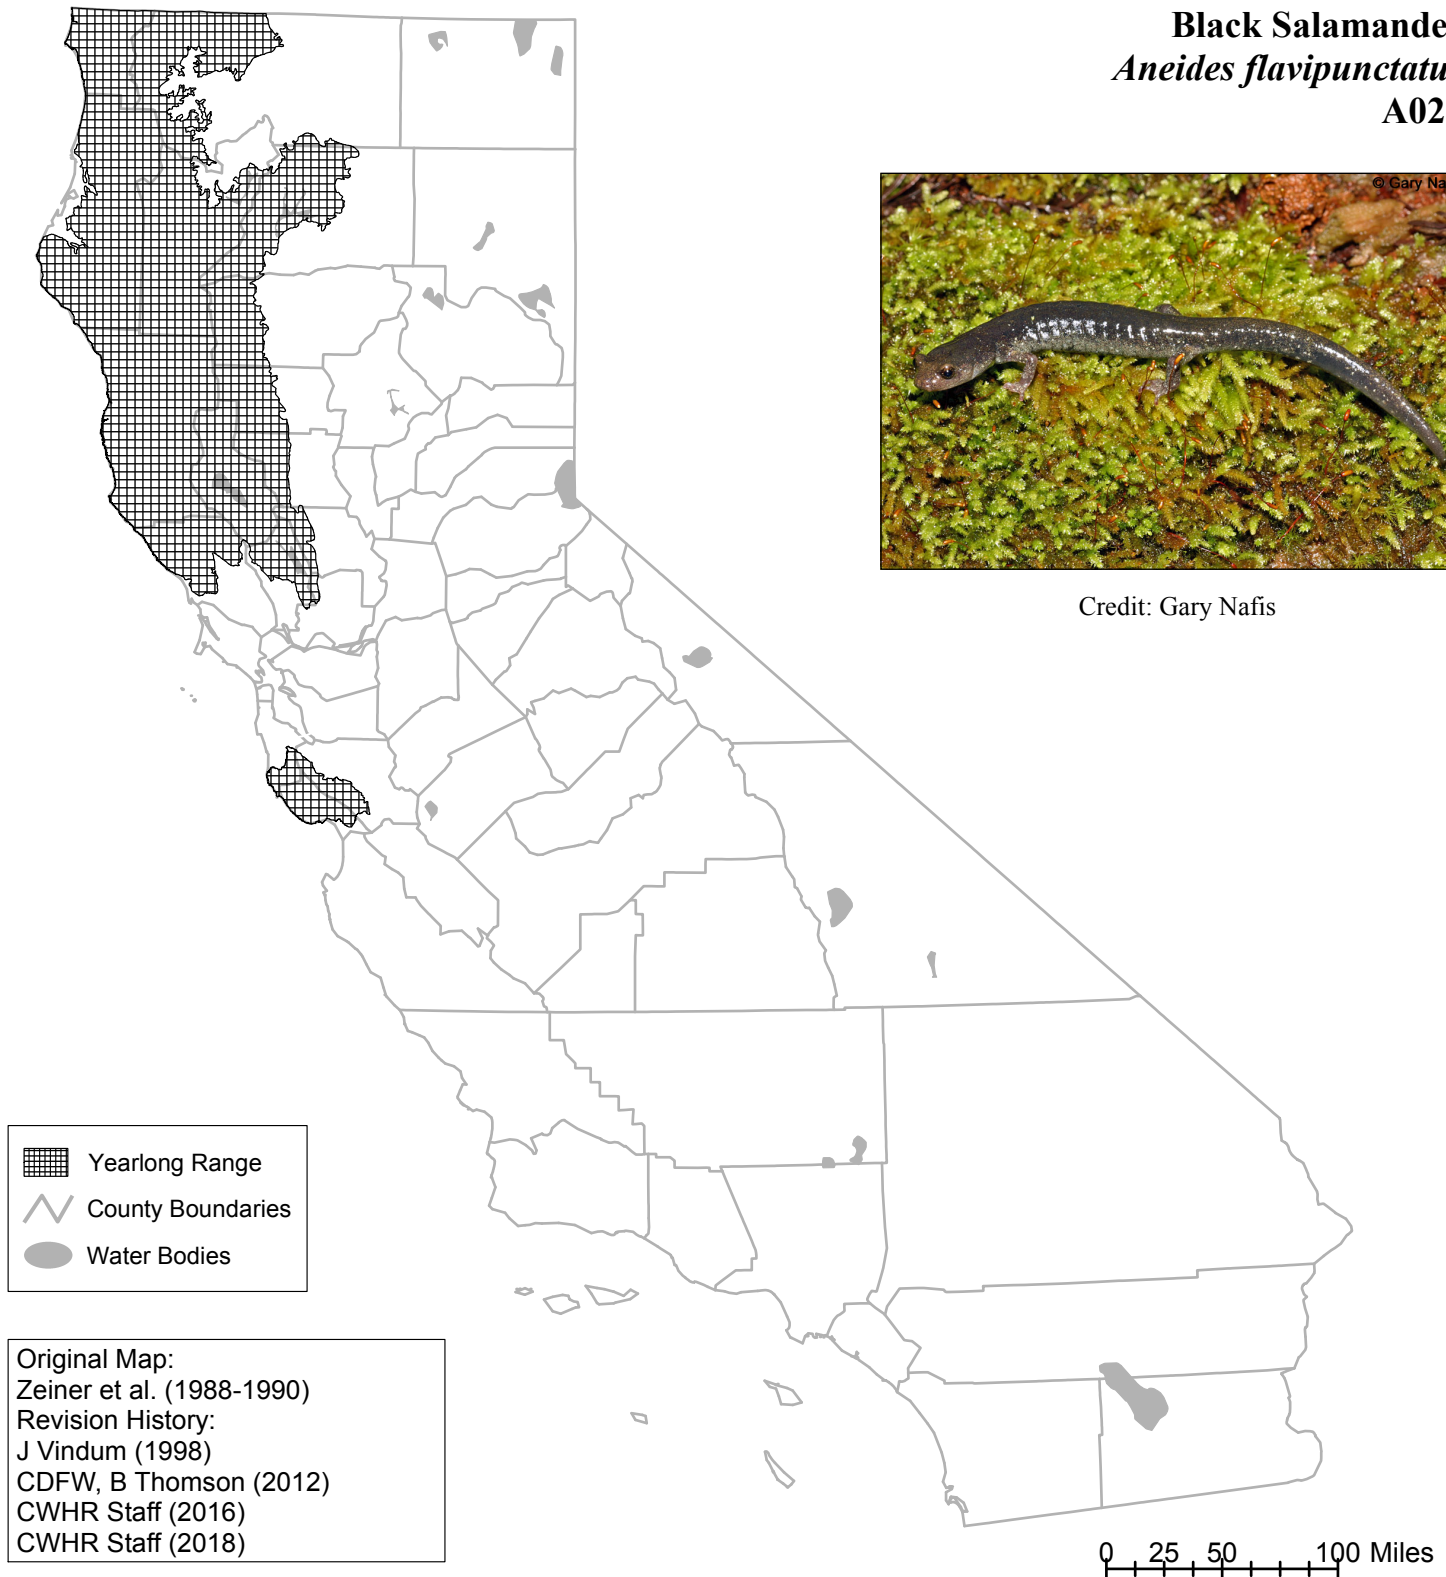 Black Salamande
Aneides flavipunctatu
A02
© Gary Na
Credit: Gary Nafis
Yearlong Range
County Boundaries
Water Bodies
Original Map:
Zeiner et al. (1988-1990)
Revision History:
J Vindum (1998)
CDFW, B Thomson (2012)
CWHR Staff (2016)
CWHR Staff (2018)
0 25 50 100 Miles